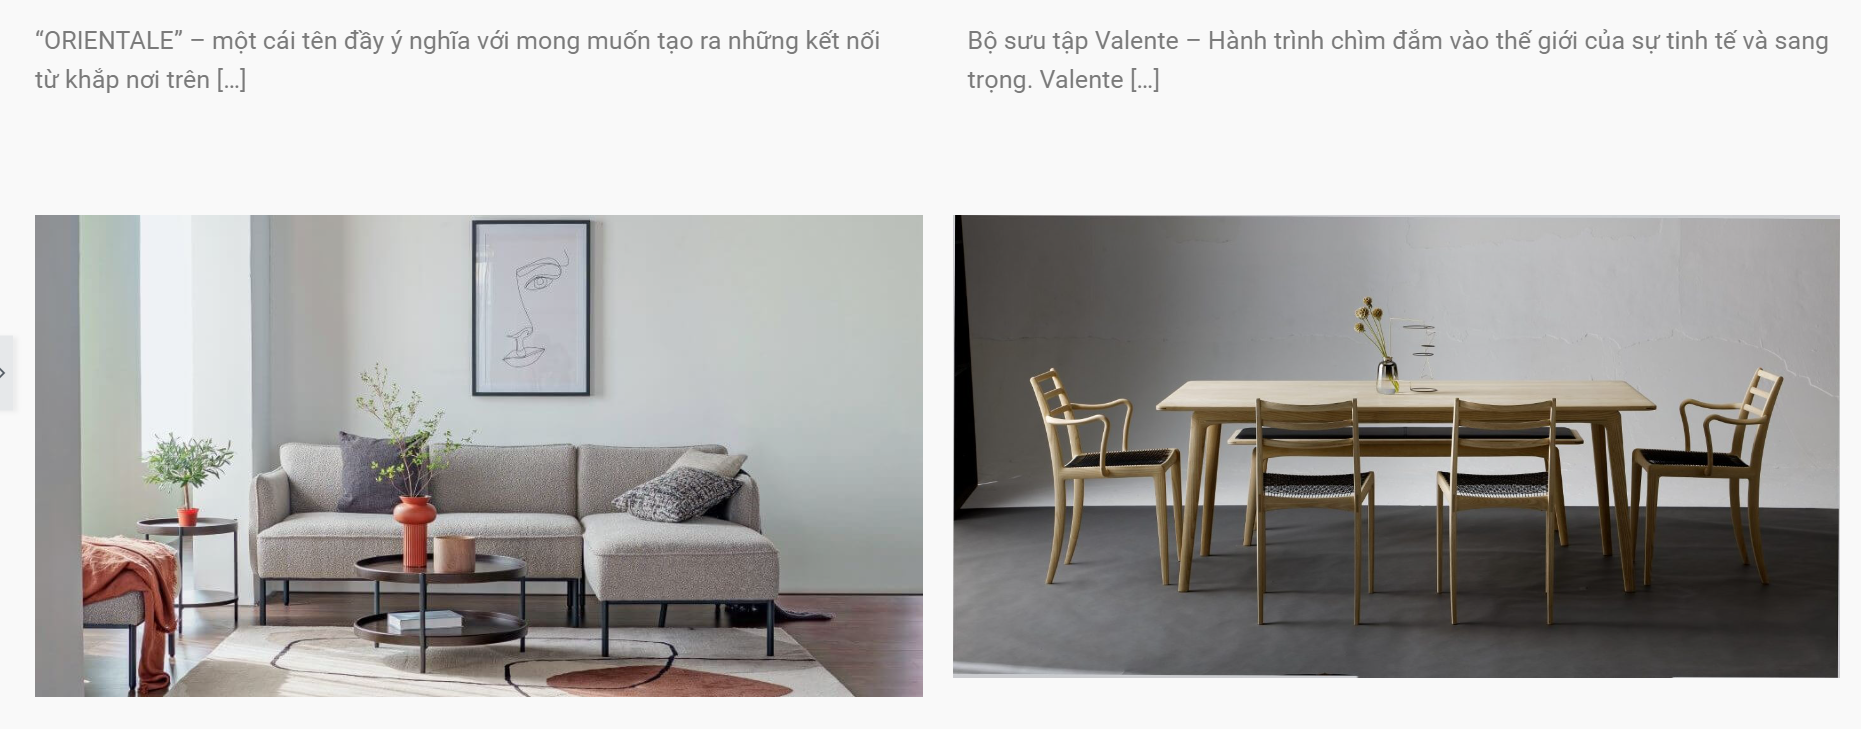 “ORIENTALE” – một cái tên đầy ý nghĩa với mong muốn tạo ra những kết nối
từ khắp nơi trên [...]
Bộ sưu tập Valente – Hành trình chìm đắm vào thế giới của sự tinh tế và sang
trọng. Valente [...]